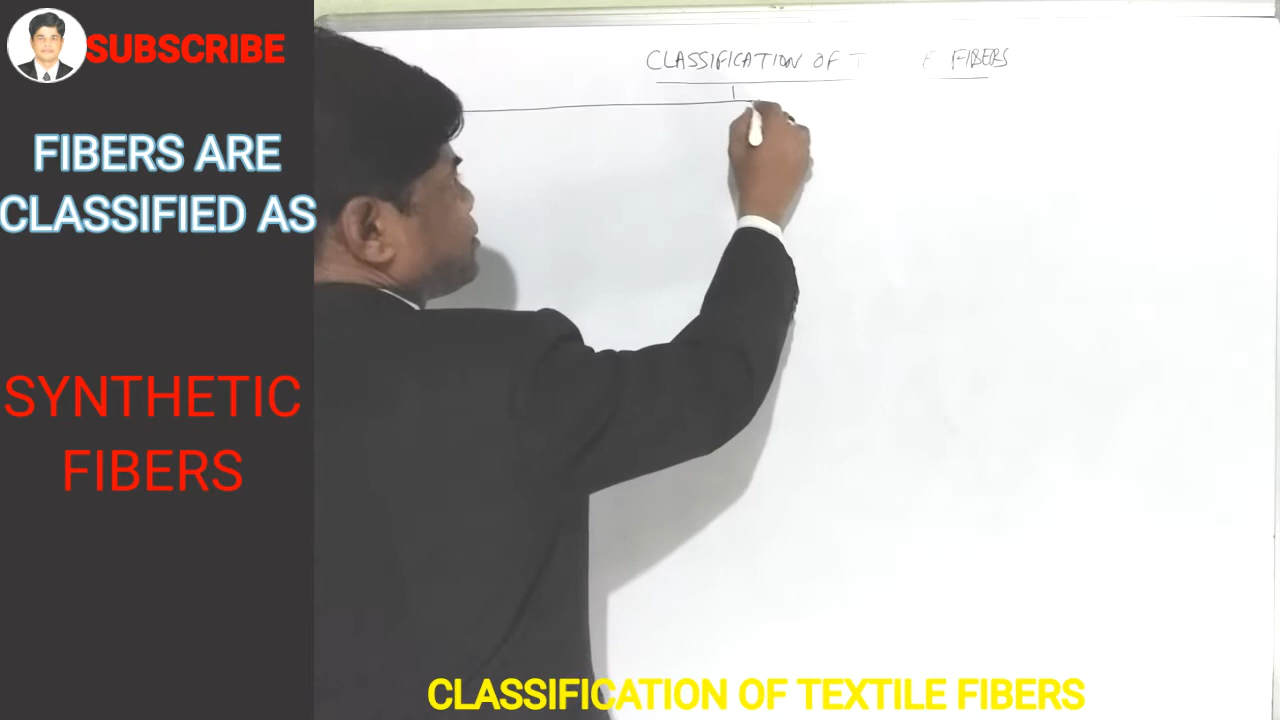 SUBSCRIBE
FIBERS ARE
CLASSIFIED AS
SYNTHETIC
FIBERS
CLASSIFICATION OF FIBERS
CLASSIFICATION OF TEXTILE FIBERS